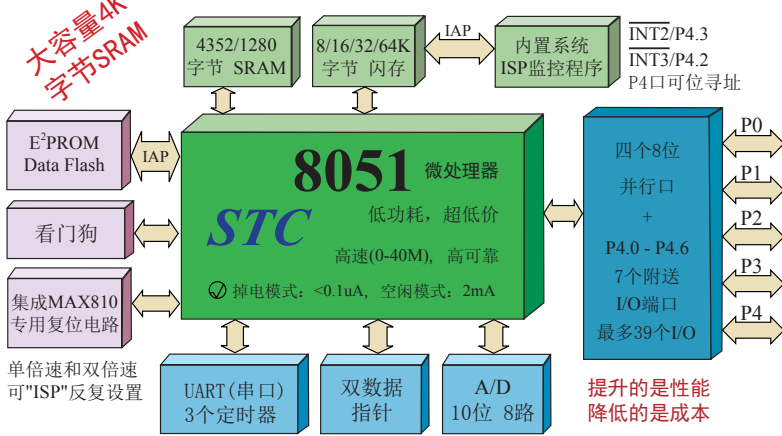 大容量4K
字节SRAM
4352/1280
字节 SRAM
8/16/32/64K
字节 闪存
IAP
内置系统
ISP监控程序
INT2/P4.3
INT3/P4.2
P4口可位寻址
E²PROM
Data Flash
IAP
看门狗
集成MAX810
专用复位电路
单倍速和双倍速
可"ISP"反复设置
8051 微处理器
STC
低功耗，超低价
高速(0-40M)，高可靠
掉电模式：<0.1uA，空闲模式：2mA
四个8位
并行口
+
P4.0 - P4.6
7个附送
I/O端口
最多39个I/O
P0
P1
P2
P3
P4
UART(串口)
3个定时器
双数据
指针
A/D
10位 8路
提升的是性能
降低的是成本